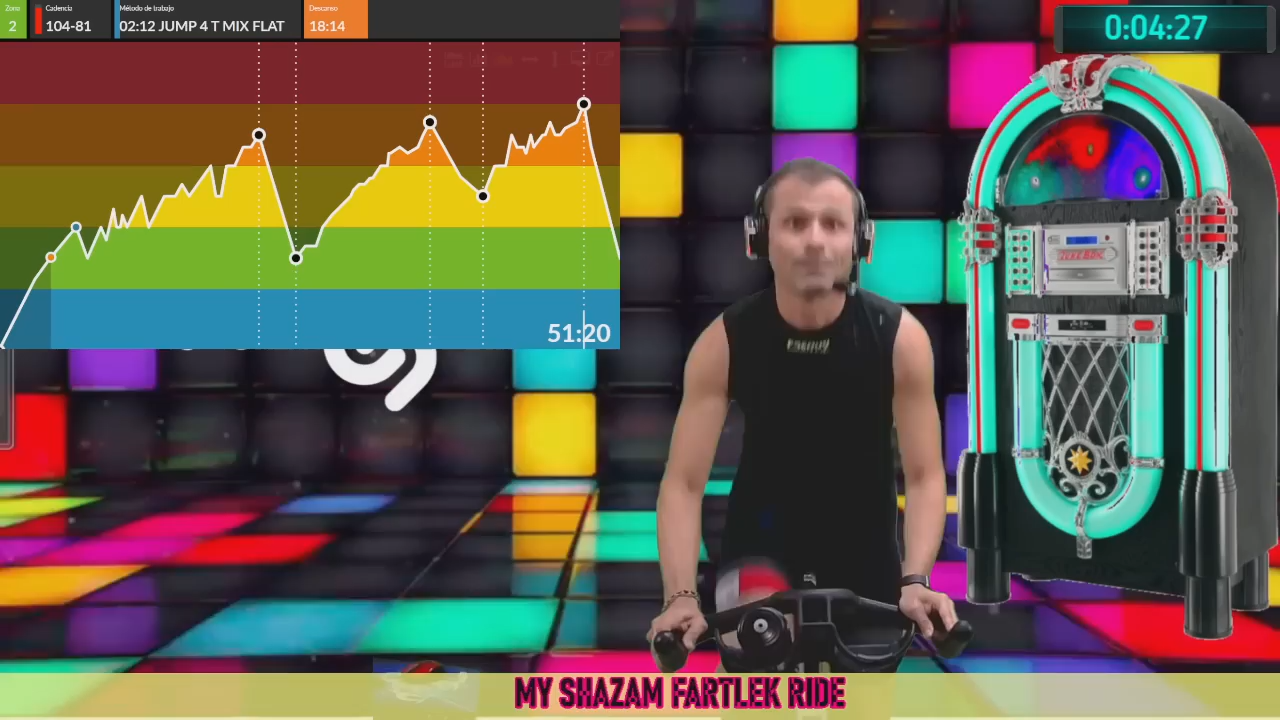 Zona
2
Cadencia
104-81
Método de trabajo
02:12 JUMP 4 T MIX FLAT
Descanso
18:14
0:04:27
51:20
JUKEBOX
MY SHAZAM FARTLEK RIDE